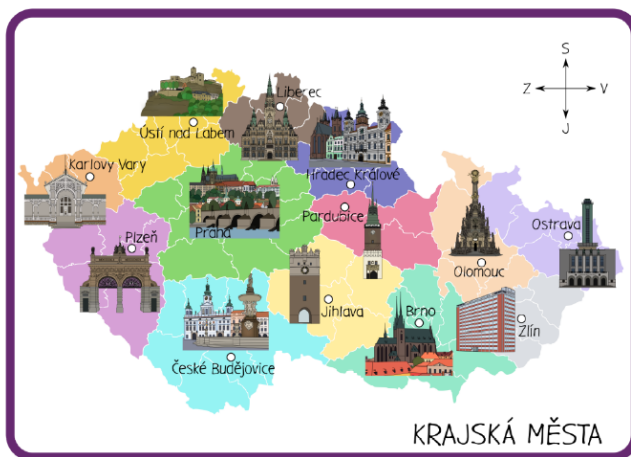 S
Z V
J
Liberec
Ústí nad Labem
Karlovy Vary
Hradec Králové
Pardubice
Praha
Plzeň
Ostrava
Olomouc
Jihlava
Brno
Zlín
České Budějovice
KRAJSKÁ MĚSTA